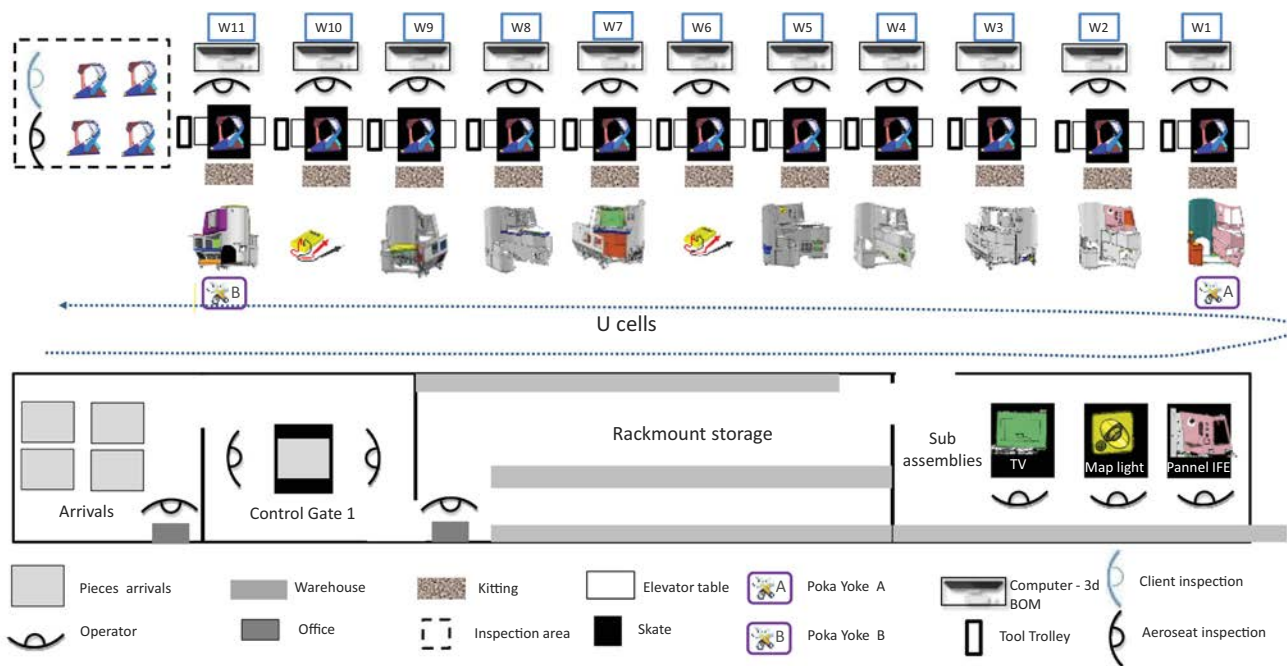 W11 W10 W9 W8 W7 W6 W5 W4 W3 W2 W1
B
A
U cells
Rackmount storage
Sub
assemblies
TV
Map light
Pannel IFE
Arrivals
Control Gate 1
Pieces arrivals
Warehouse
Kitting
Elevator table
A
Poka Yoke A
Computer - 3d
BOM
Client inspection
Operator
Office
Inspection area
Skate
B
Poka Yoke B
Tool Trolley
Aeroseat inspection